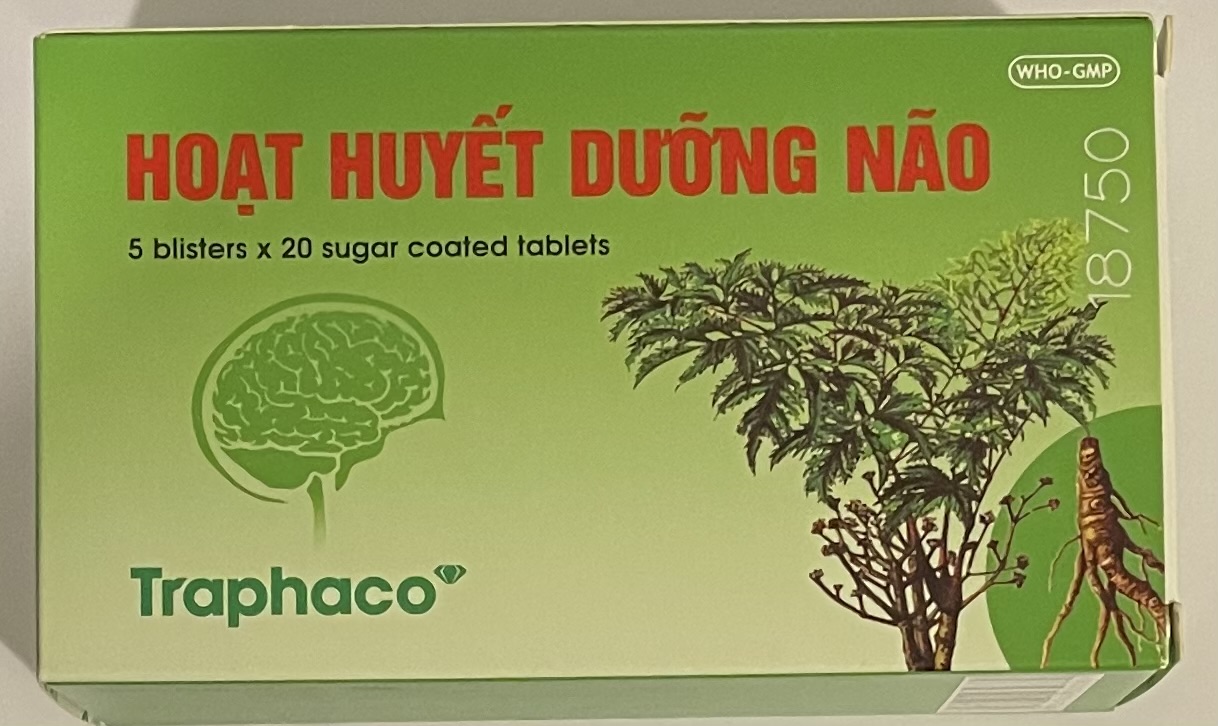 WHO-GMP
HOẠT HUYẾT DƯỠNG NÃO
5 blisters x 20 sugar coated tablets
18750
Traphaco